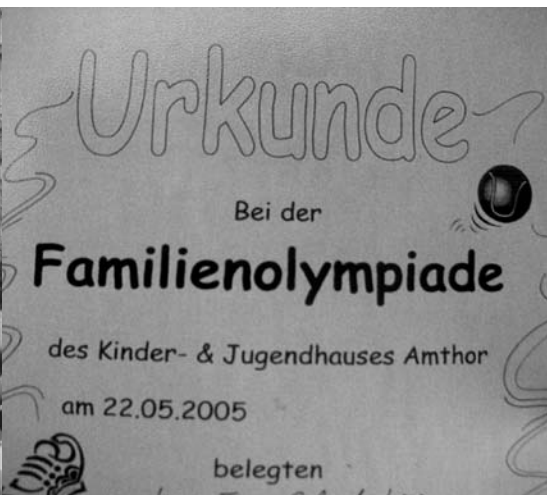 Urkunde
Bei der
Familienolympiade
des Kinder- & Jugendhauses Amthor
am 22.05.2005
belegten